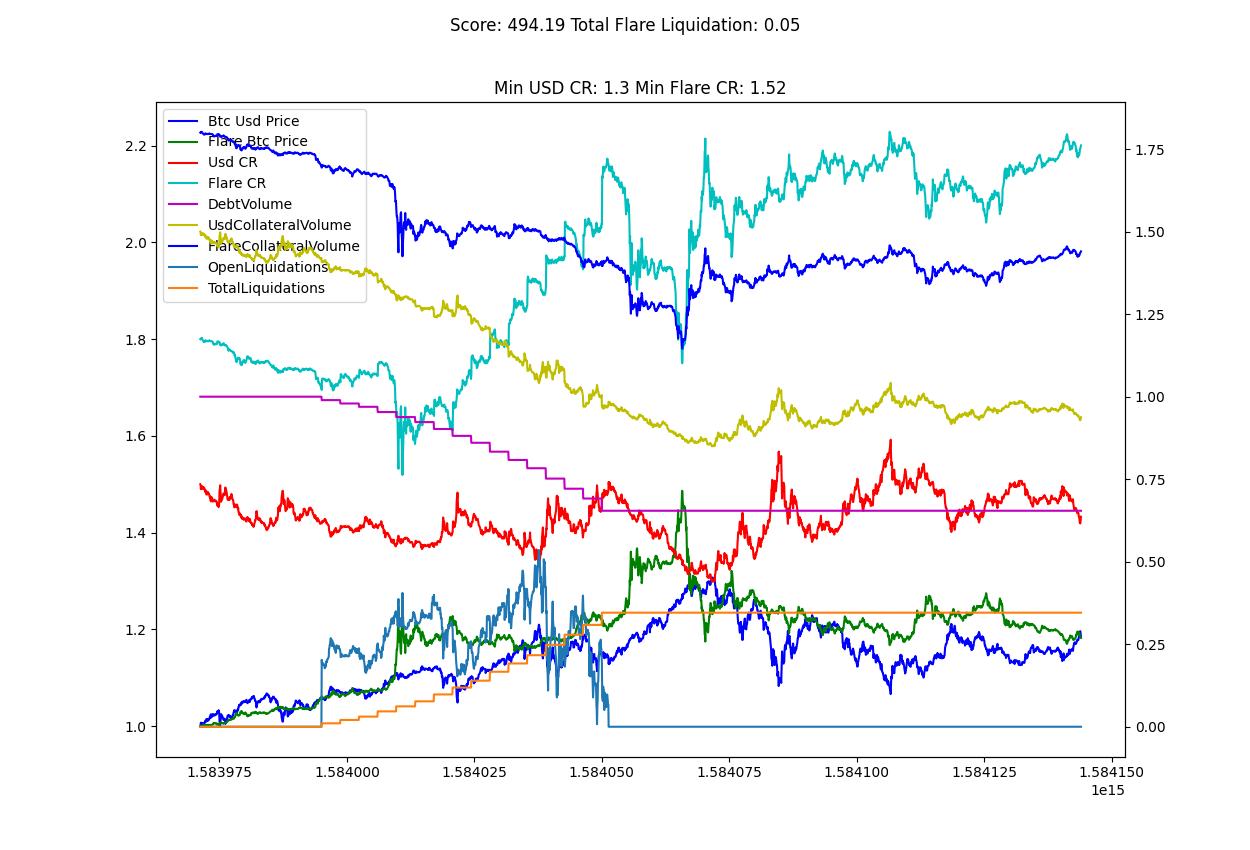 Score: 494.19 Total Flare Liquidation: 0.05
Min USD CR: 1.3 Min Flare CR: 1.52
Btc Usd Price
Flare Btc Price
Usd CR
Flare CR
DebtVolume
UsdCollateralVolume
FlareCollateralVolume
OpenLiquidations
TotalLiquidations
2.2
2.0
1.8
1.6
1.4
1.2
1.0
1.75
1.50
1.25
1.00
0.75
0.50
0.25
0.00
1.583975 1.584000 1.584025 1.584050 1.584075 1.584100 1.584125 1.584150
1e15